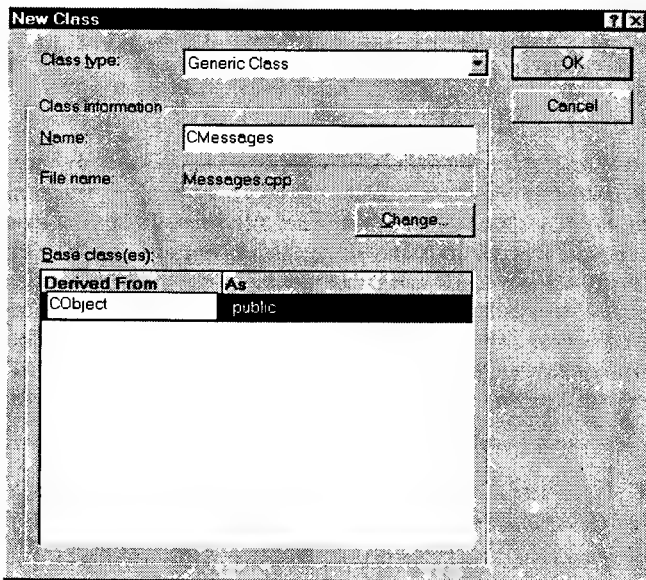 New Class
Class type:
Generic Class
OK
Cancel
Class information
Name:
CMessages
File name:
Messages.cpp
Change...
Base class(es):
Derived From
As
CObject
public